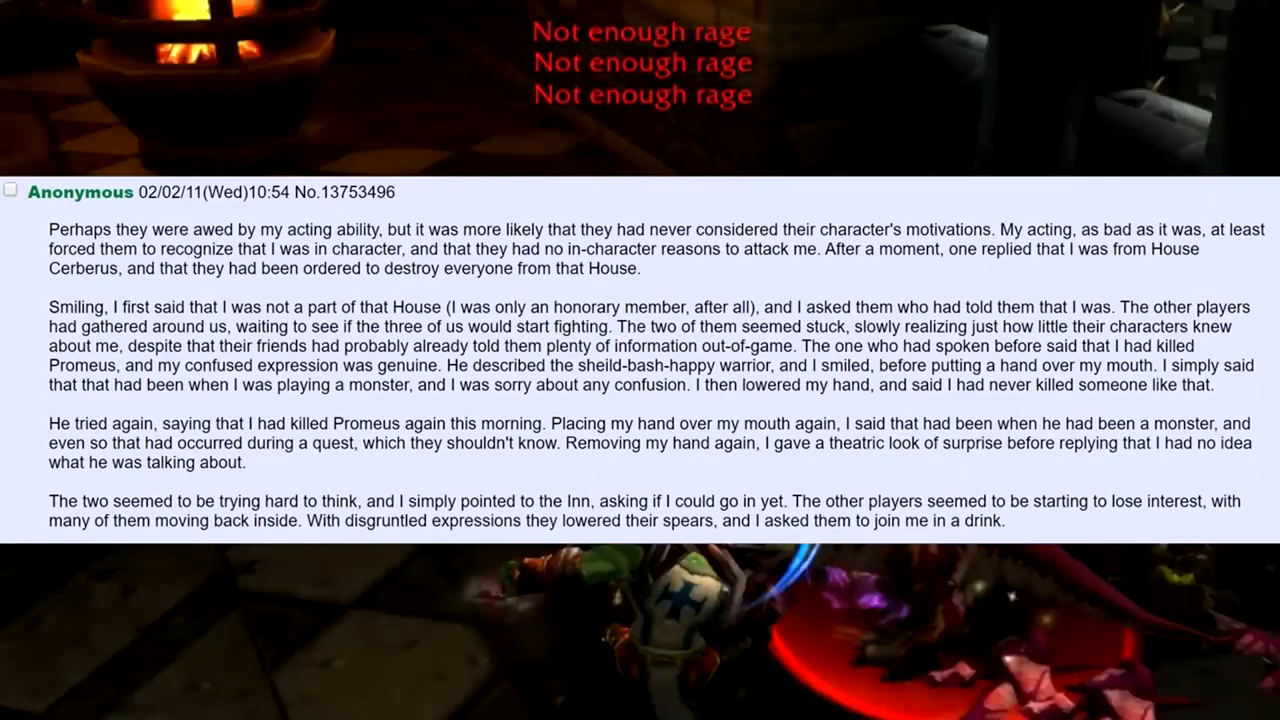 Not enough rage
Not enough rage
Not enough rage
Anonymous 02/02/11(Wed)10:54 No.13753496
Perhaps they were awed by my acting ability, but it was more likely that they had never considered their character's motivations. My acting, as bad as it was, at least
forced them to recognize that I was in character, and that they had no in-character reasons to attack me. After a moment, one replied that I was from House
Cerberus, and that they had been ordered to destroy everyone from that House.
Smiling, I first said that I was not a part of that House (I was only an honorary member, after all), and I asked them who had told them that I was. The other players
had gathered around us, waiting to see if the three of us would start fighting. The two of them seemed stuck, slowly realizing just how little their characters knew
about me, despite that their friends had probably already told them plenty of information out-of-game. The one who had spoken before said that I had killed
Promeus, and my confused expression was genuine. He described the sheild-bash-happy warrior, and I smiled, before putting a hand over my mouth. I simply said
that that had been when I was playing a monster, and I was sorry about any confusion. I then lowered my hand, and said I had never killed someone like that.
He tried again, saying that I had killed Promeus again this morning. Placing my hand over my mouth again, I said that had been when he had been a monster, and
even so that had occurred during a quest, which they shouldn't know. Removing my hand again, I gave a theatric look of surprise before replying that I had no idea
what he was talking about.
The two seemed to be trying hard to think, and I simply pointed to the Inn, asking if I could go in yet. The other players seemed to be starting to lose interest, with
many of them moving back inside. With disgruntled expressions they lowered their spears, and I asked them to join me in a drink.